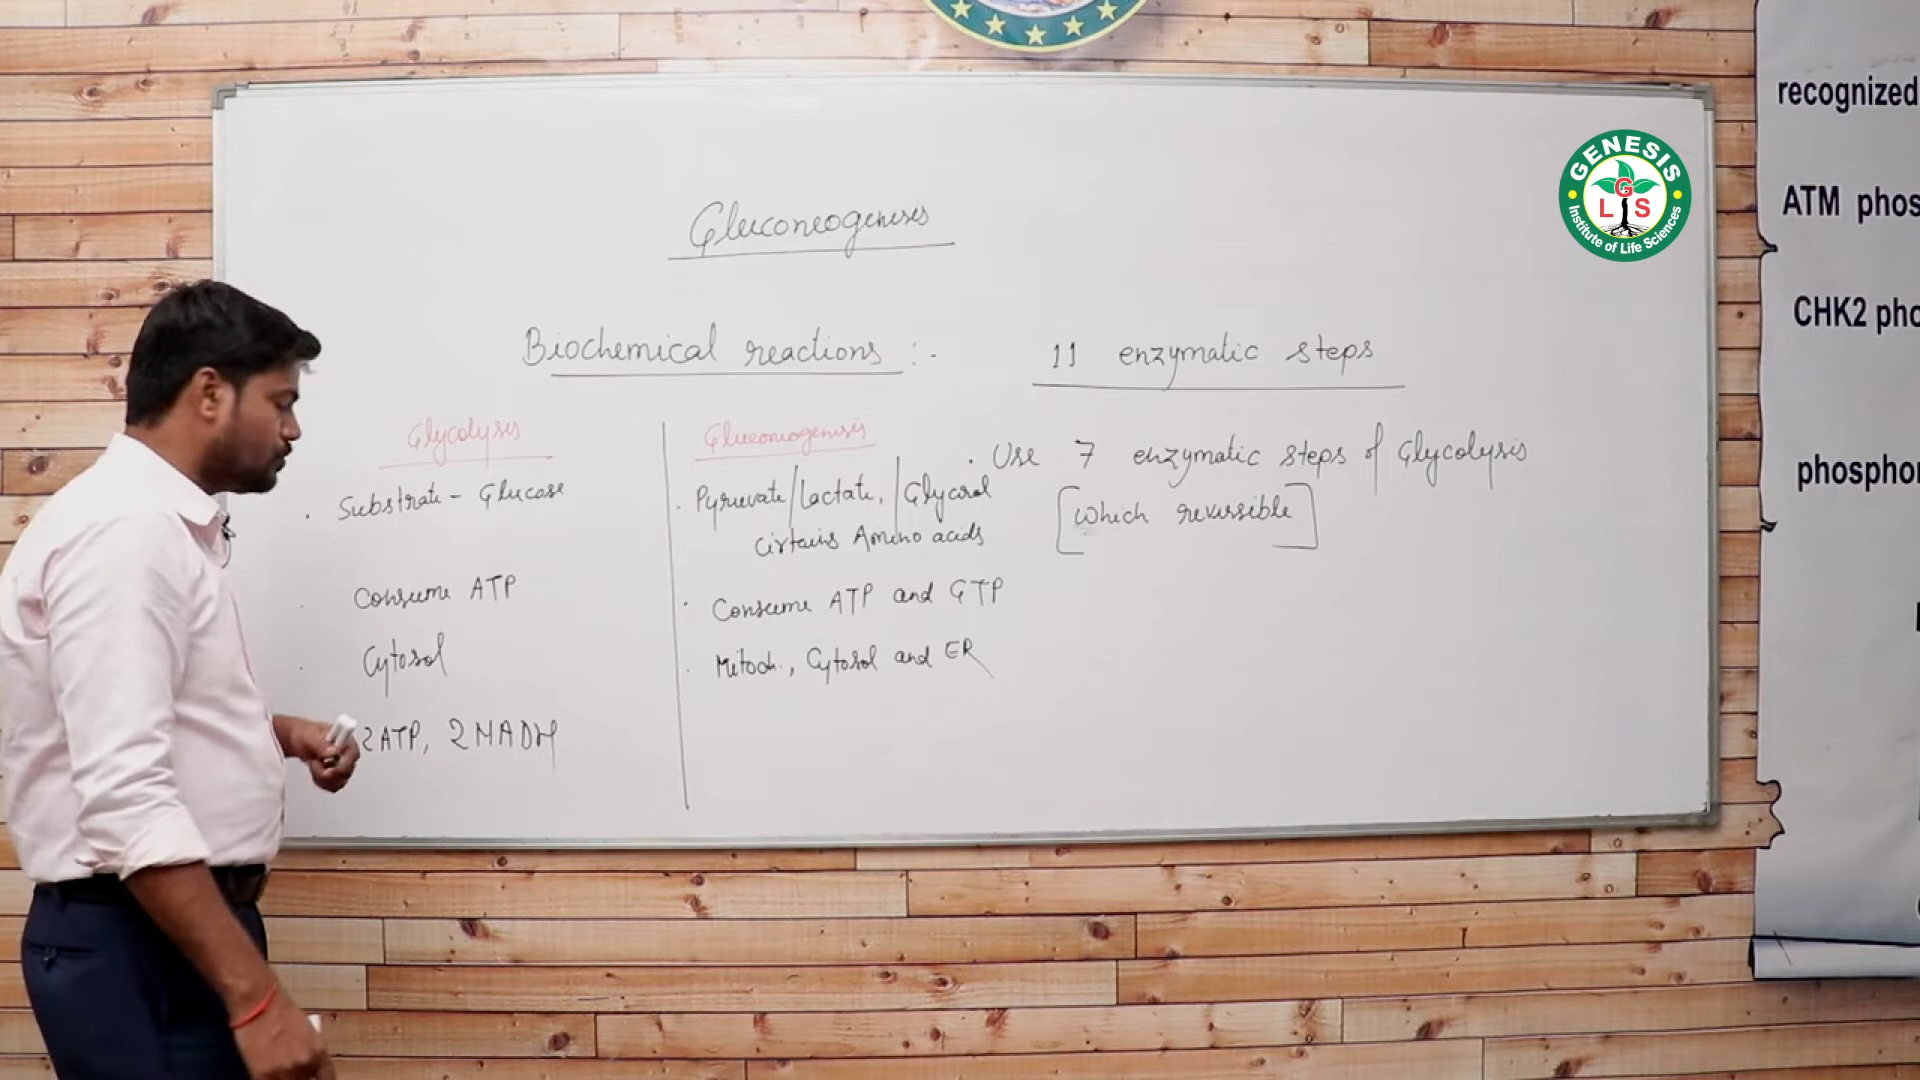 GENESIS
G
L S
Institute of Life Sciences
Gluconeogenesis
Biochemical reactions :-
11 enzymatic steps
Glycolysis
Substrate - Glucose
Consume ATP
Cytosol
2ATP, 2NADH
Gluconeogenesis
Pyruvate/Lactate, /Glycerol
Certains Amino acids
Consume ATP and GTP
Mitoch., Cytosol and ER
Use 7 enzymatic steps of Glycolysis
[Which reversible]
recognized
ATM phos
CHK2 pho
phosphor